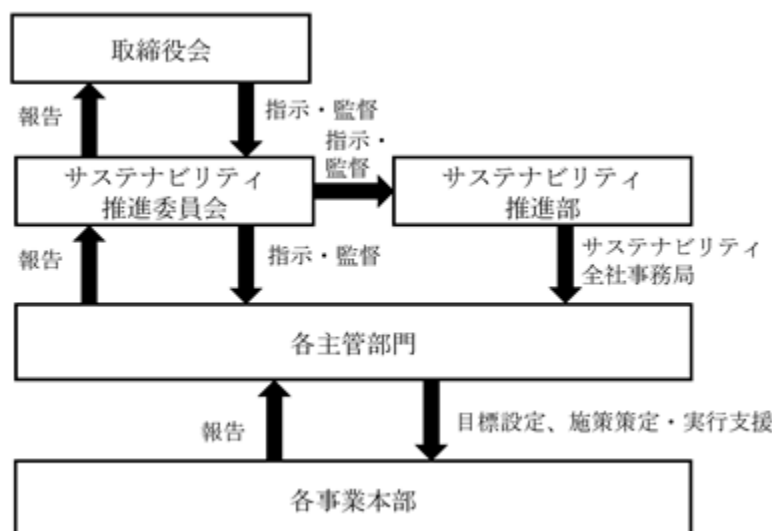 取締役会
報告
指示・監督
指示・
監督
サステナビリティ
推進委員会
サステナビリティ
推進部
報告
指示・監督
サステナビリティ
全社事務局
各主管部門
報告
目標設定、施策策定・実行支援
各事業本部